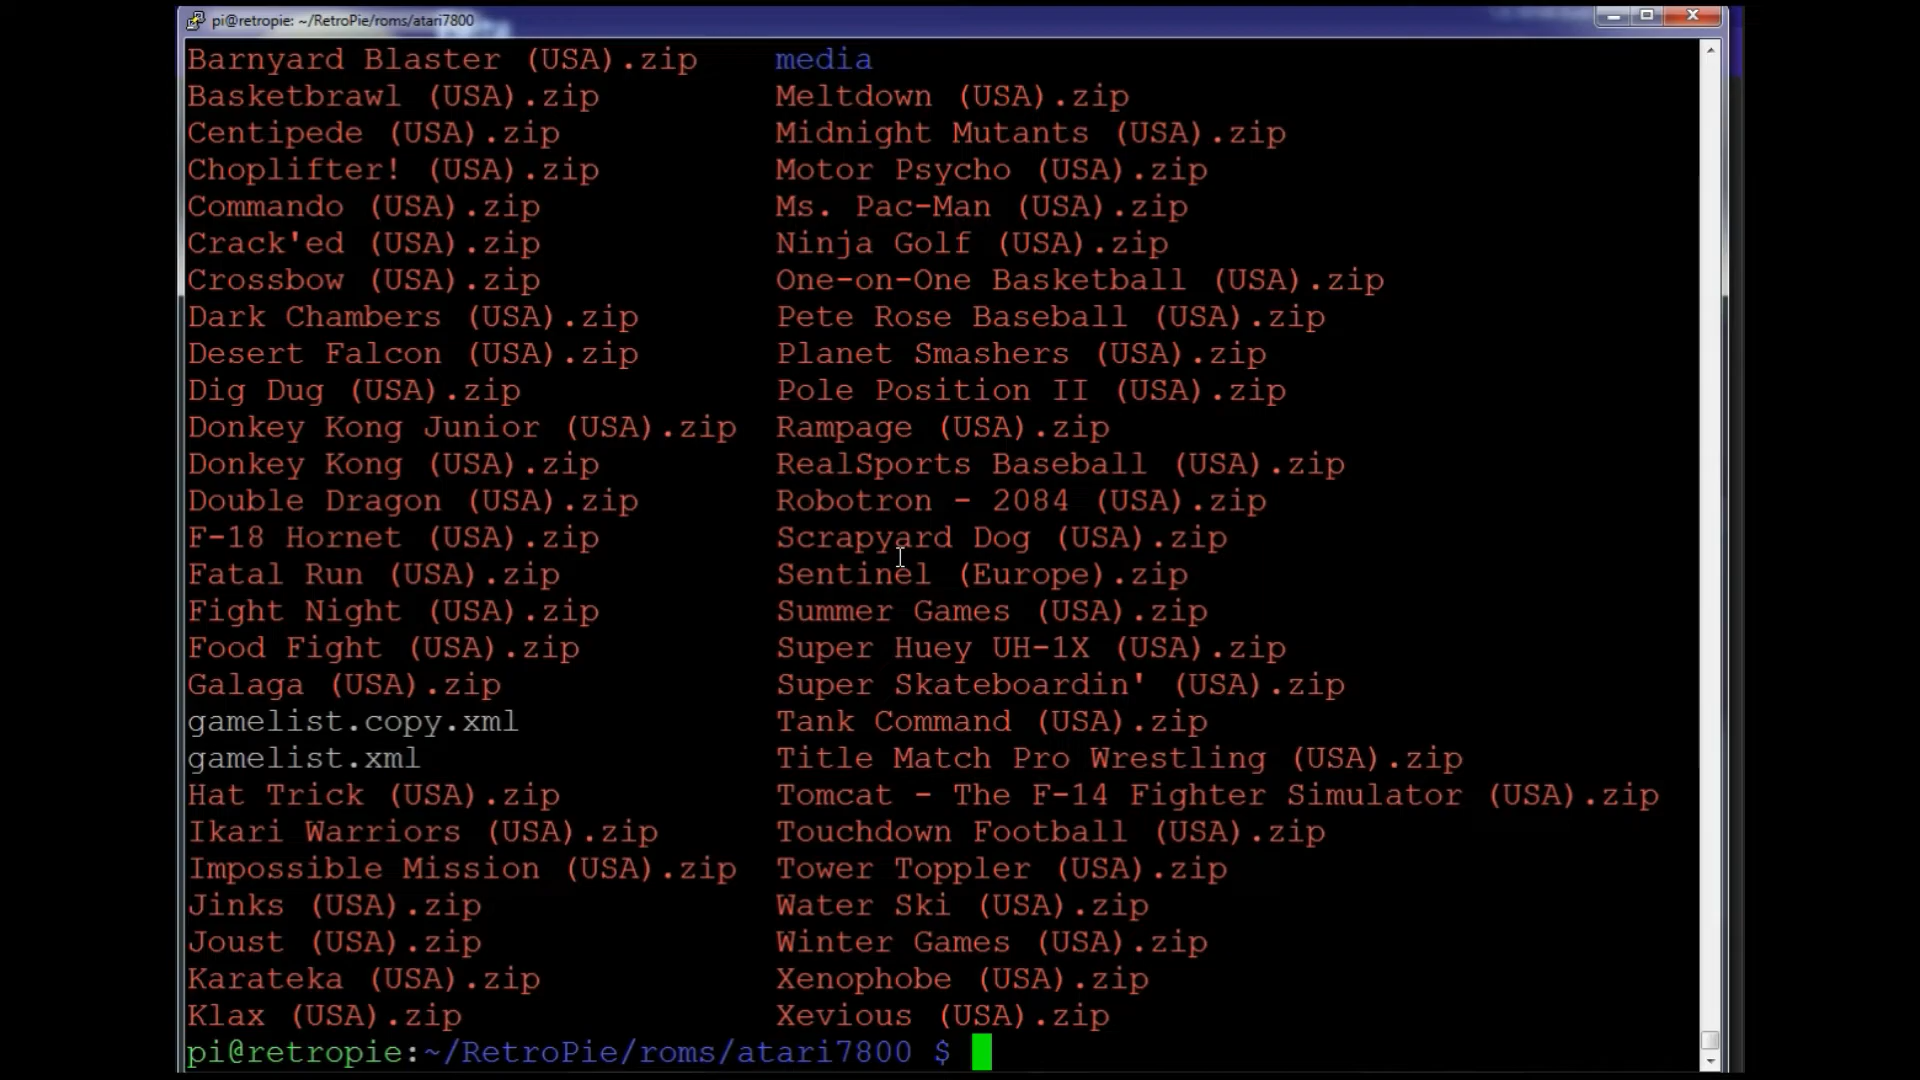 pi@retropie: ~/RetroPie/roms/atari7800
Barnyard Blaster (USA).zip media
Basketbrawl (USA).zip Meltdown (USA).zip
Centipede (USA).zip Midnight Mutants (USA).zip
Choplifter! (USA).zip Motor Psycho (USA).zip
Commando (USA).zip Ms. Pac-Man (USA).zip
Crack'ed (USA).zip Ninja Golf (USA).zip
Crossbow (USA).zip One-on-One Basketball (USA).zip
Dark Chambers (USA).zip Pete Rose Baseball (USA).zip
Desert Falcon (USA).zip Planet Smashers (USA).zip
Dig Dug (USA).zip Pole Position II (USA).zip
Donkey Kong Junior (USA).zip Rampage (USA).zip
Donkey Kong (USA).zip RealSports Baseball (USA).zip
Double Dragon (USA).zip Robotron - 2084 (USA).zip
F-18 Hornet (USA).zip Scrapyard Dog (USA).zip
Fatal Run (USA).zip Sentinel (Europe).zip
Fight Night (USA).zip Summer Games (USA).zip
Food Fight (USA).zip Super Huey UH-1X (USA).zip
Galaga (USA).zip Super Skateboardin' (USA).zip
gamelist.copy.xml Tank Command (USA).zip
gamelist.xml Title Match Pro Wrestling (USA).zip
Hat Trick (USA).zip Tomcat - The F-14 Fighter Simulator (USA).zip
Ikari Warriors (USA).zip Touchdown Football (USA).zip
Impossible Mission (USA).zip Tower Toppler (USA).zip
Jinks (USA).zip Water Ski (USA).zip
Joust (USA).zip Winter Games (USA).zip
Karateka (USA).zip Xenophobe (USA).zip
Klax (USA).zip Xevious (USA).zip
pi@retropie:~/RetroPie/roms/atari7800 $